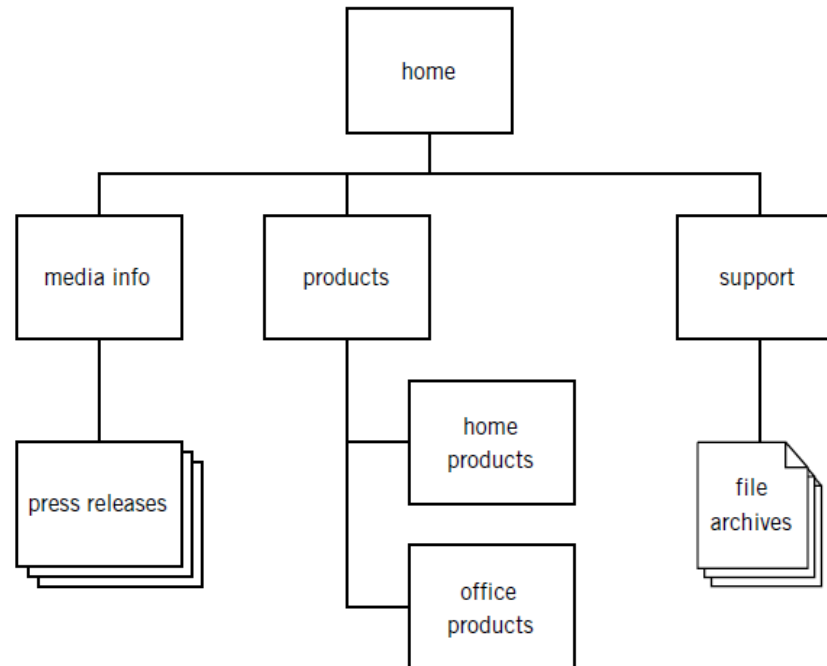 home
media info
products
support
home
products
press releases
file
archives
office
products